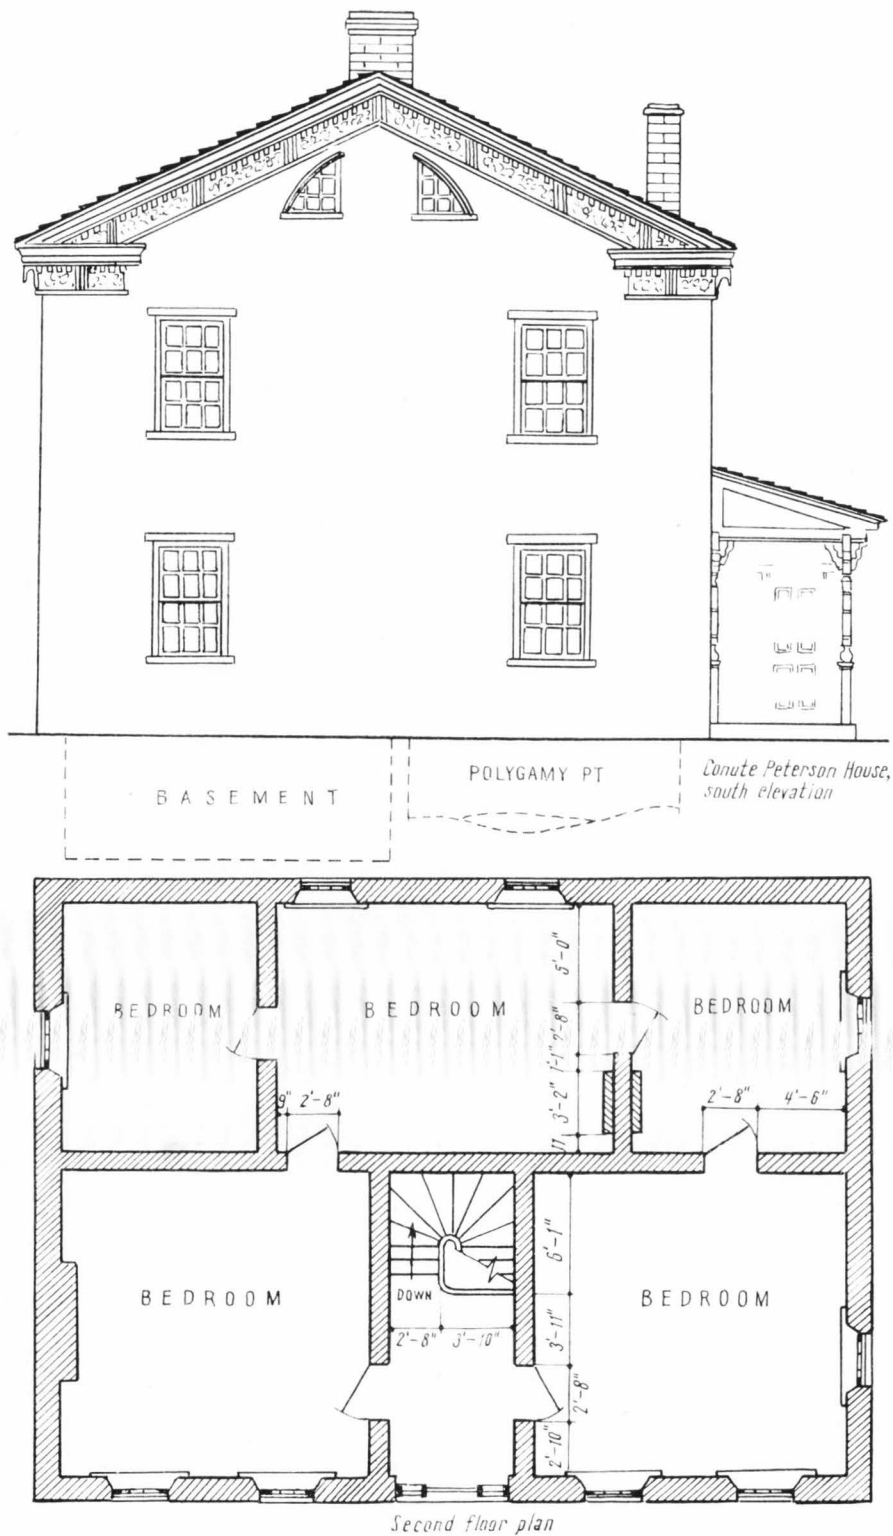 BASEMENT
POLYGAMY PT
Conute Peterson House,
south elevation
BEDROOM
BEDROOM
BEDROOM
5'-0"
2'-8"
1'-1"
3'-2"
9" 2'-8"
2'-8" 4'-6"
BEDROOM
DOWN
2'-8" 3'-10"
6'-1"
3'-11"
2'-8"
2'-10"
BEDROOM
Second floor plan